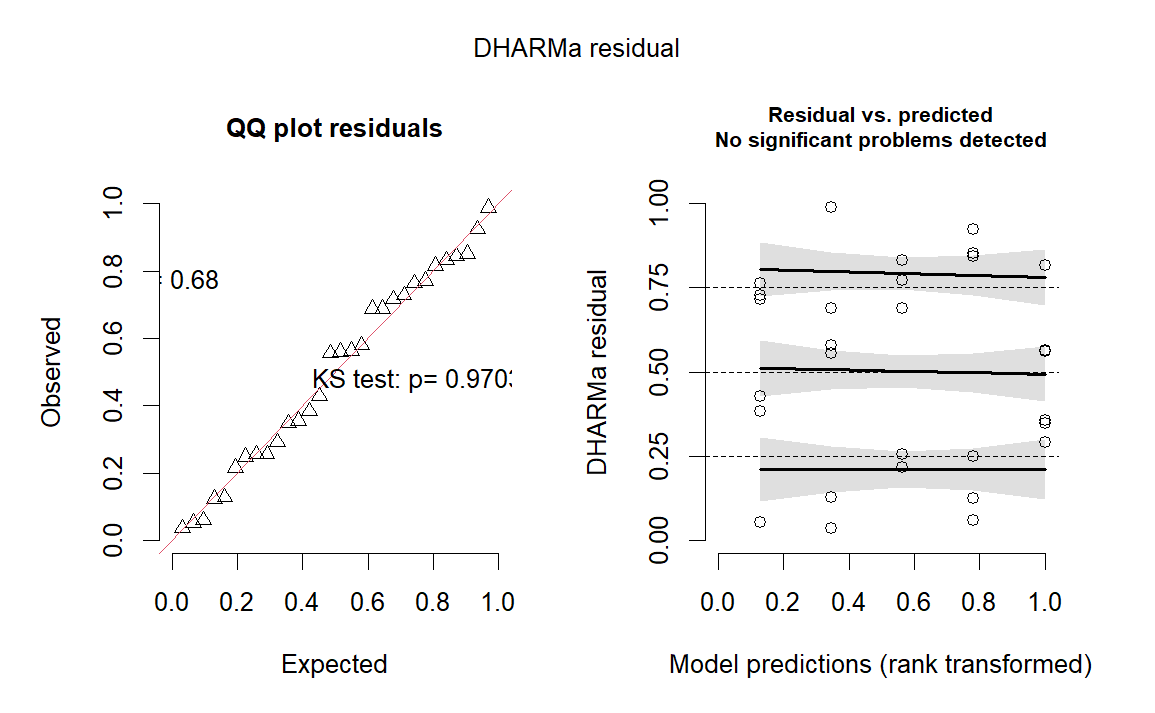 DHARMa residual
QQ plot residuals
Observed
0.0 0.2 0.4 0.6 0.8 1.0
: 0.68
KS test: p= 0.970
0.0 0.2 0.4 0.6 0.8 1.0
Expected
Residual vs. predicted
No significant problems detected
DHARMa residual
0.00 0.25 0.50 0.75 1.00
0.0 0.2 0.4 0.6 0.8 1.0
Model predictions (rank transformed)